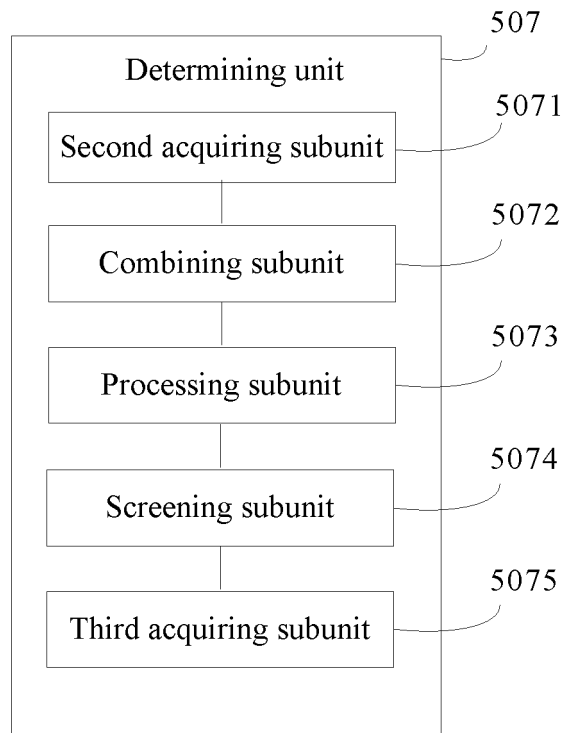 507
Determining unit
5071
Second acquiring subunit
5072
Combining subunit
5073
Processing subunit
5074
Screening subunit
5075
Third acquiring subunit